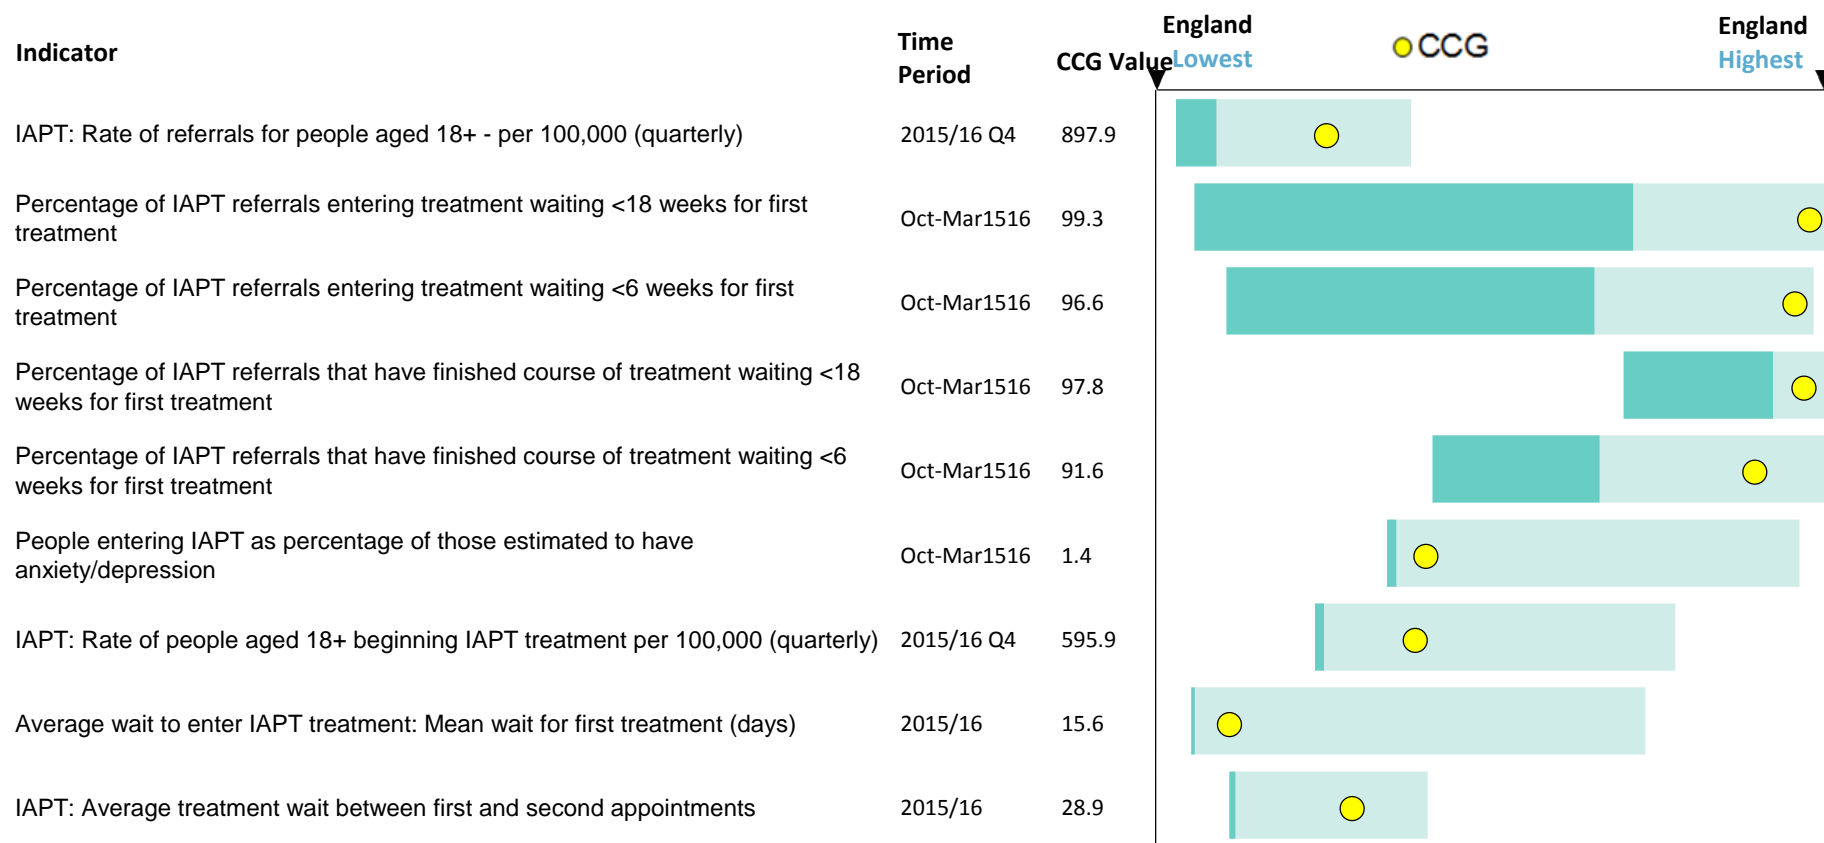 Indicator
Time
Period
CCG Value
England
Lowest
CCG
England
Highest
IAPT: Rate of referrals for people aged 18+ - per 100,000 (quarterly) 2015/16 Q4 897.9
Percentage of IAPT referrals entering treatment waiting <18 weeks for first
treatment
Oct-Mar1516 99.3
Percentage of IAPT referrals entering treatment waiting <6 weeks for first
treatment
Oct-Mar1516 96.6
Percentage of IAPT referrals that have finished course of treatment waiting <18
weeks for first treatment
Oct-Mar1516 97.8
Percentage of IAPT referrals that have finished course of treatment waiting <6
weeks for first treatment
Oct-Mar1516 91.6
People entering IAPT as percentage of those estimated to have
anxiety/depression
Oct-Mar1516 1.4
IAPT: Rate of people aged 18+ beginning IAPT treatment per 100,000 (quarterly) 2015/16 Q4 595.9
Average wait to enter IAPT treatment: Mean wait for first treatment (days) 2015/16 15.6
IAPT: Average treatment wait between first and second appointments 2015/16 28.9